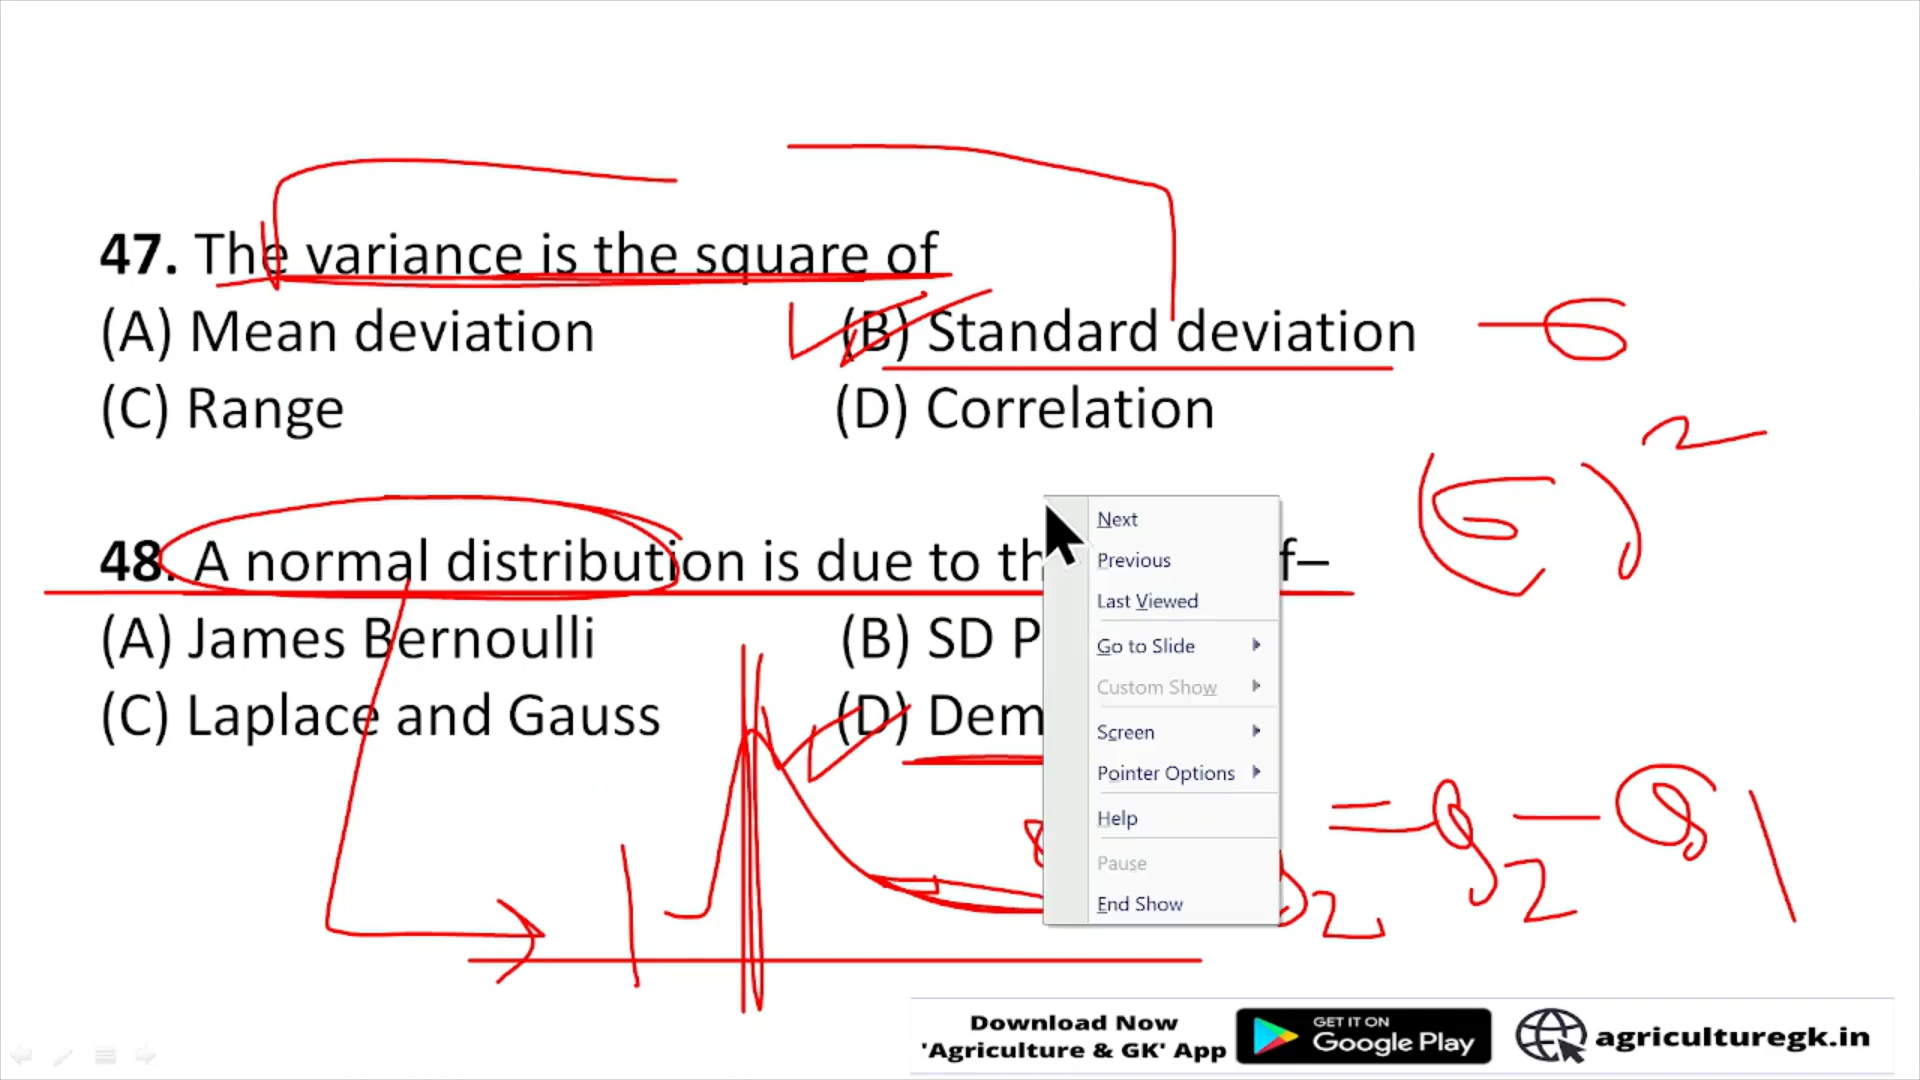 47. The variance is the square of
(A) Mean deviation (B) Standard deviation – σ
(C) Range (D) Correlation
(σ)²
48. A normal distribution is due to th f–
(A) James Bernoulli (B) SD P
(C) Laplace and Gauss (D) Dem
Next
Previous
Last Viewed
Go to Slide
Custom Show
Screen
Pointer Options
Help
Pause
End Show
Download Now
'Agriculture & GK' App
GET IT ON
Google Play
agriculturegk.in